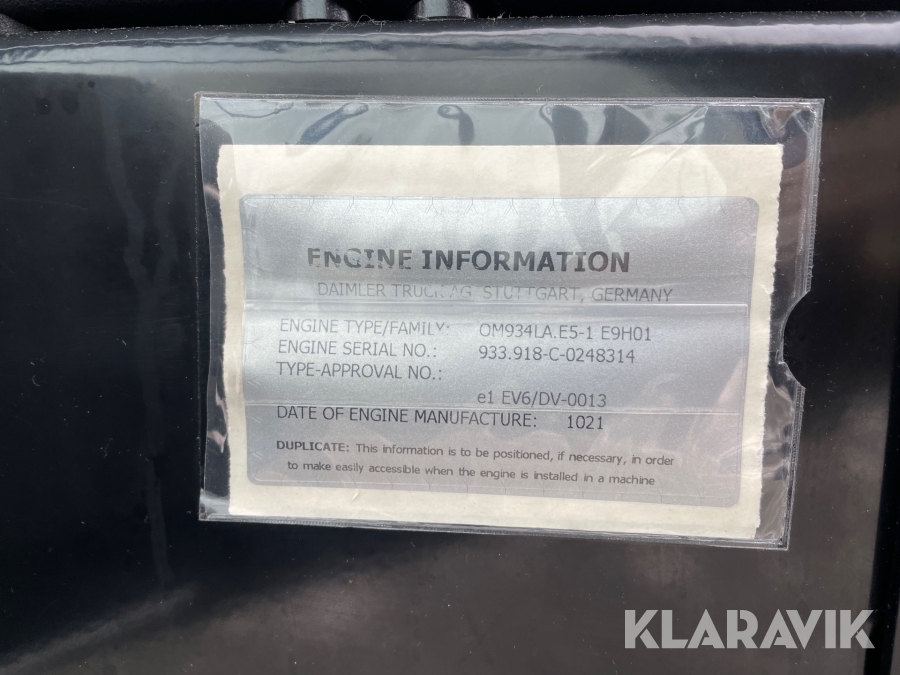 ENGINE INFORMATION
DAIMLER TRUCK AG STUTTGART, GERMANY
ENGINE TYPE/FAMILY: OM934LA.E5-1 E9H01
ENGINE SERIAL NO.: 933.918-C-0248314
TYPE-APPROVAL NO.:
e1 EV6/DV-0013
DATE OF ENGINE MANUFACTURE: 1021
DUPLICATE: This information is to be positioned, if necessary, in order
to make easily accessible when the engine is installed in a machine
KLARAVIK